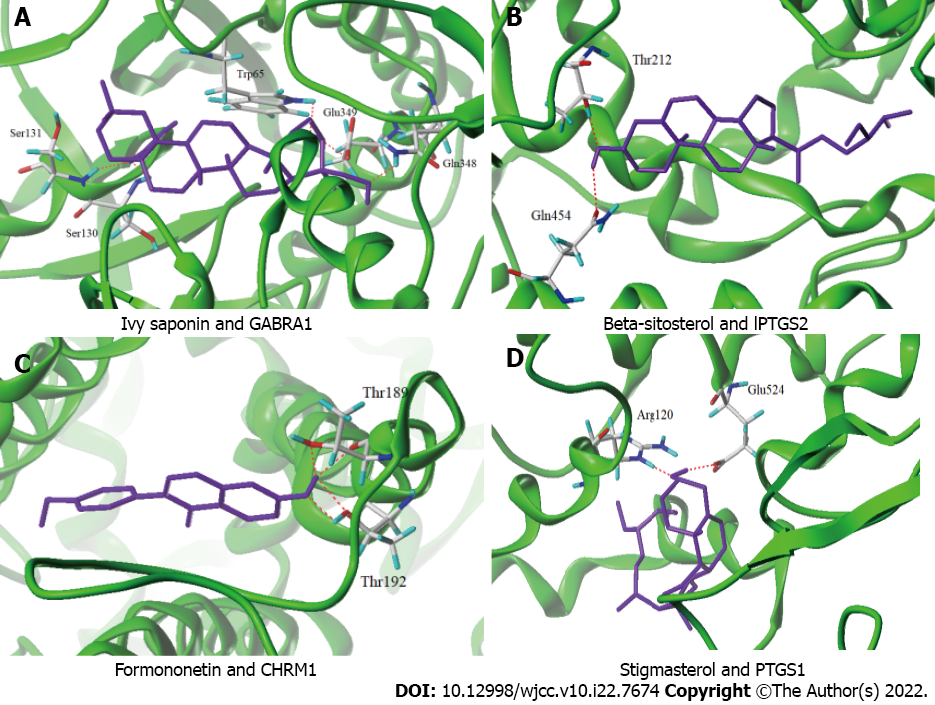 A
Trp65
Ser131
Glu349
Gln348
Ser130
Ivy saponin and GABRA1
B
Thr212
Gln454
Beta-sitosterol and lPTGS2
C
Thr189
Thr192
Formononetin and CHRM1
D
Glu524
Arg120
Stigmasterol and PTGS1
DOI: 10.12998/wjcc.v10.i22.7674 Copyright ©The Author(s) 2022.